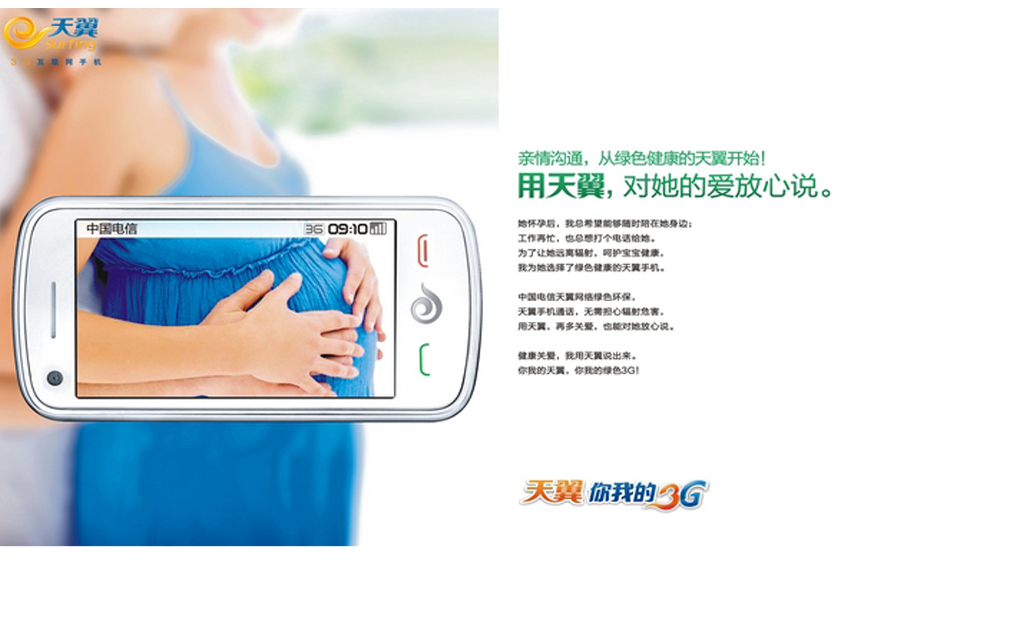 天翼
Surfing
3G互联网手机
中国电信 3G 09:10
亲情沟通，从绿色健康的天翼开始！
用天翼，对她的爱放心说。
她怀孕后，我总希望能够随时陪在她身边；
工作再忙，也总想打个电话给她。
为了让她远离辐射，呵护宝宝健康，
我为她选择了绿色健康的天翼手机。
中国电信天翼网络绿色环保，
天翼手机通话，无需担心辐射危害，
用天翼，再多关爱，也能对她放心说。
健康关爱，我用天翼说出来。
你我的天翼，你我的绿色3G！
天翼 你我的3G